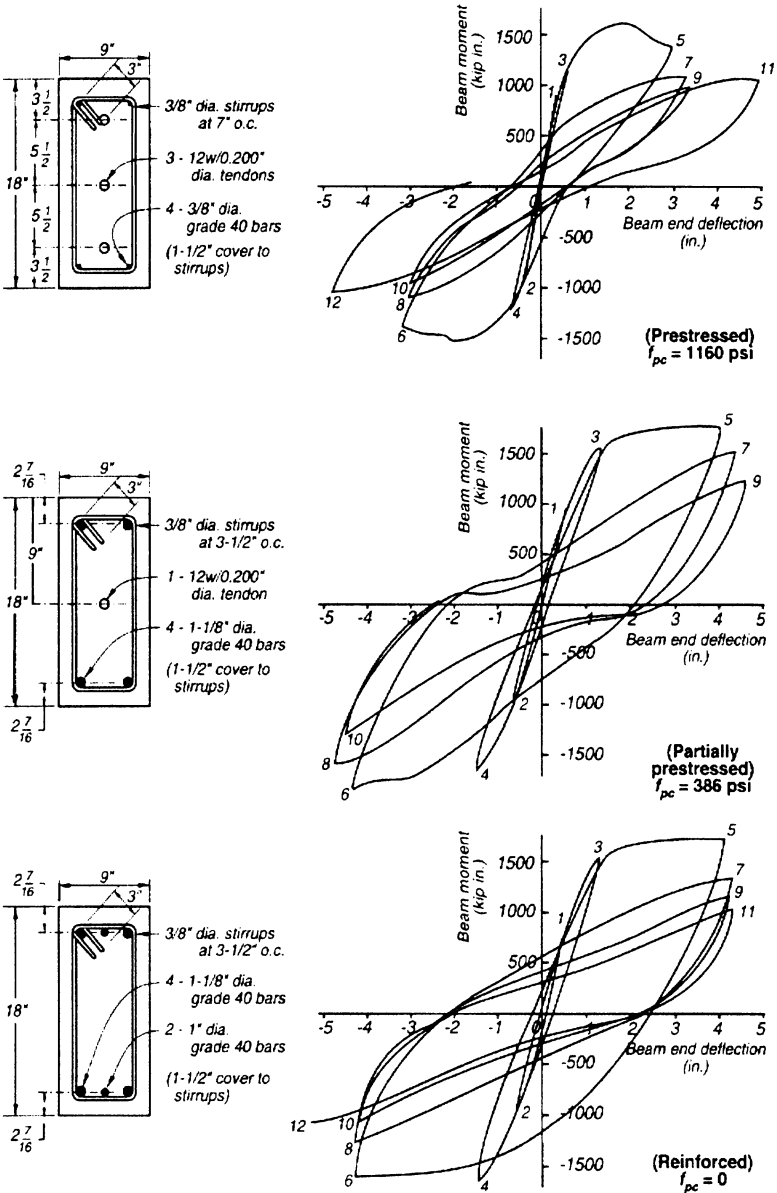 9"
3"
3 1/2
5 1/2
18"
5 1/2
3 1/2
3/8" dia. stirrups
at 7" o.c.
3 - 12w/0.200"
dia. tendons
4 - 3/8" dia.
grade 40 bars
(1-1/2" cover to
stirrups)
Beam moment
(kip in.)
1500
1000
500
-500
-1000
-1500
-5 -4 -3 -2 -1 0 1 2 3 4 5
Beam end deflection
(in.)
1
2
3
4
5
6
7
8
9
10
11
12
(Prestressed)
fpc = 1160 psi
2 7/16
9"
3"
9"
18"
2 7/16
3/8" dia. stirrups
at 3-1/2" o.c.
1 - 12w/0.200"
dia. tendon
4 - 1-1/8" dia.
grade 40 bars
(1-1/2" cover to
stirrups)
Beam moment
(kip in.)
1500
1000
500
-500
-1000
-1500
-5 -4 -3 -2 -1 0 1 2 3 4 5
Beam end deflection
(in.)
1
2
3
4
5
6
7
8
9
10
(Partially
prestressed)
fpc = 386 psi
2 7/16
9"
3"
18"
2 7/16
3/8" dia. stirrups
at 3-1/2" o.c.
4 - 1-1/8" dia.
grade 40 bars
2 - 1" dia.
grade 40 bars
(1-1/2" cover to
stirrups)
Beam moment
(kip in.)
1500
1000
500
-500
-1000
-1500
-5 -4 -3 -2 -1 0 1 2 3 4 5
Beam end deflection
(in.)
1
2
3
4
5
6
7
8
9
10
11
12
(Reinforced)
fpc = 0